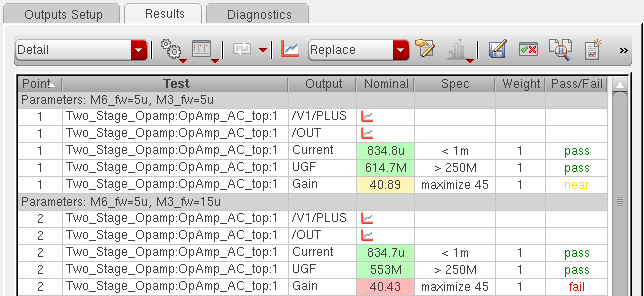 Outputs Setup Results Diagnostics
Detail Replace »
Point Test Output Nominal Spec Weight Pass/Fail
Parameters: M6_fw=5u, M3_fw=5u
1 Two_Stage_Opamp:OpAmp_AC_top:1 /V1/PLUS
1 Two_Stage_Opamp:OpAmp_AC_top:1 /OUT
1 Two_Stage_Opamp:OpAmp_AC_top:1 Current 834.8u < 1m 1 pass
1 Two_Stage_Opamp:OpAmp_AC_top:1 UGF 614.7M > 250M 1 pass
1 Two_Stage_Opamp:OpAmp_AC_top:1 Gain 40.89 maximize 45 1 near
Parameters: M6_fw=5u, M3_fw=15u
2 Two_Stage_Opamp:OpAmp_AC_top:1 /V1/PLUS
2 Two_Stage_Opamp:OpAmp_AC_top:1 /OUT
2 Two_Stage_Opamp:OpAmp_AC_top:1 Current 834.7u < 1m 1 pass
2 Two_Stage_Opamp:OpAmp_AC_top:1 UGF 553M > 250M 1 pass
2 Two_Stage_Opamp:OpAmp_AC_top:1 Gain 40.43 maximize 45 1 fail